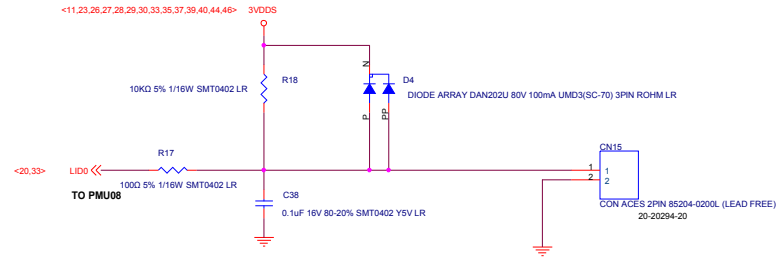 <11,23,26,27,28,29,30,33,35,37,39,40,44,46> 3VDDS
R18
10KΩ 5% 1/16W SMT0402 LR
N
D4
DIODE ARRAY DAN202U 80V 100mA UMD3(SC-70) 3PIN ROHM LR
P
PP
R17
<20,33> LID0
100Ω 5% 1/16W SMT0402 LR
TO PMU08
C38
0.1uF 16V 80-20% SMT0402 Y5V LR
CN15
1 1
2 2
CON ACES 2PIN 85204-0200L (LEAD FREE)
20-20294-20